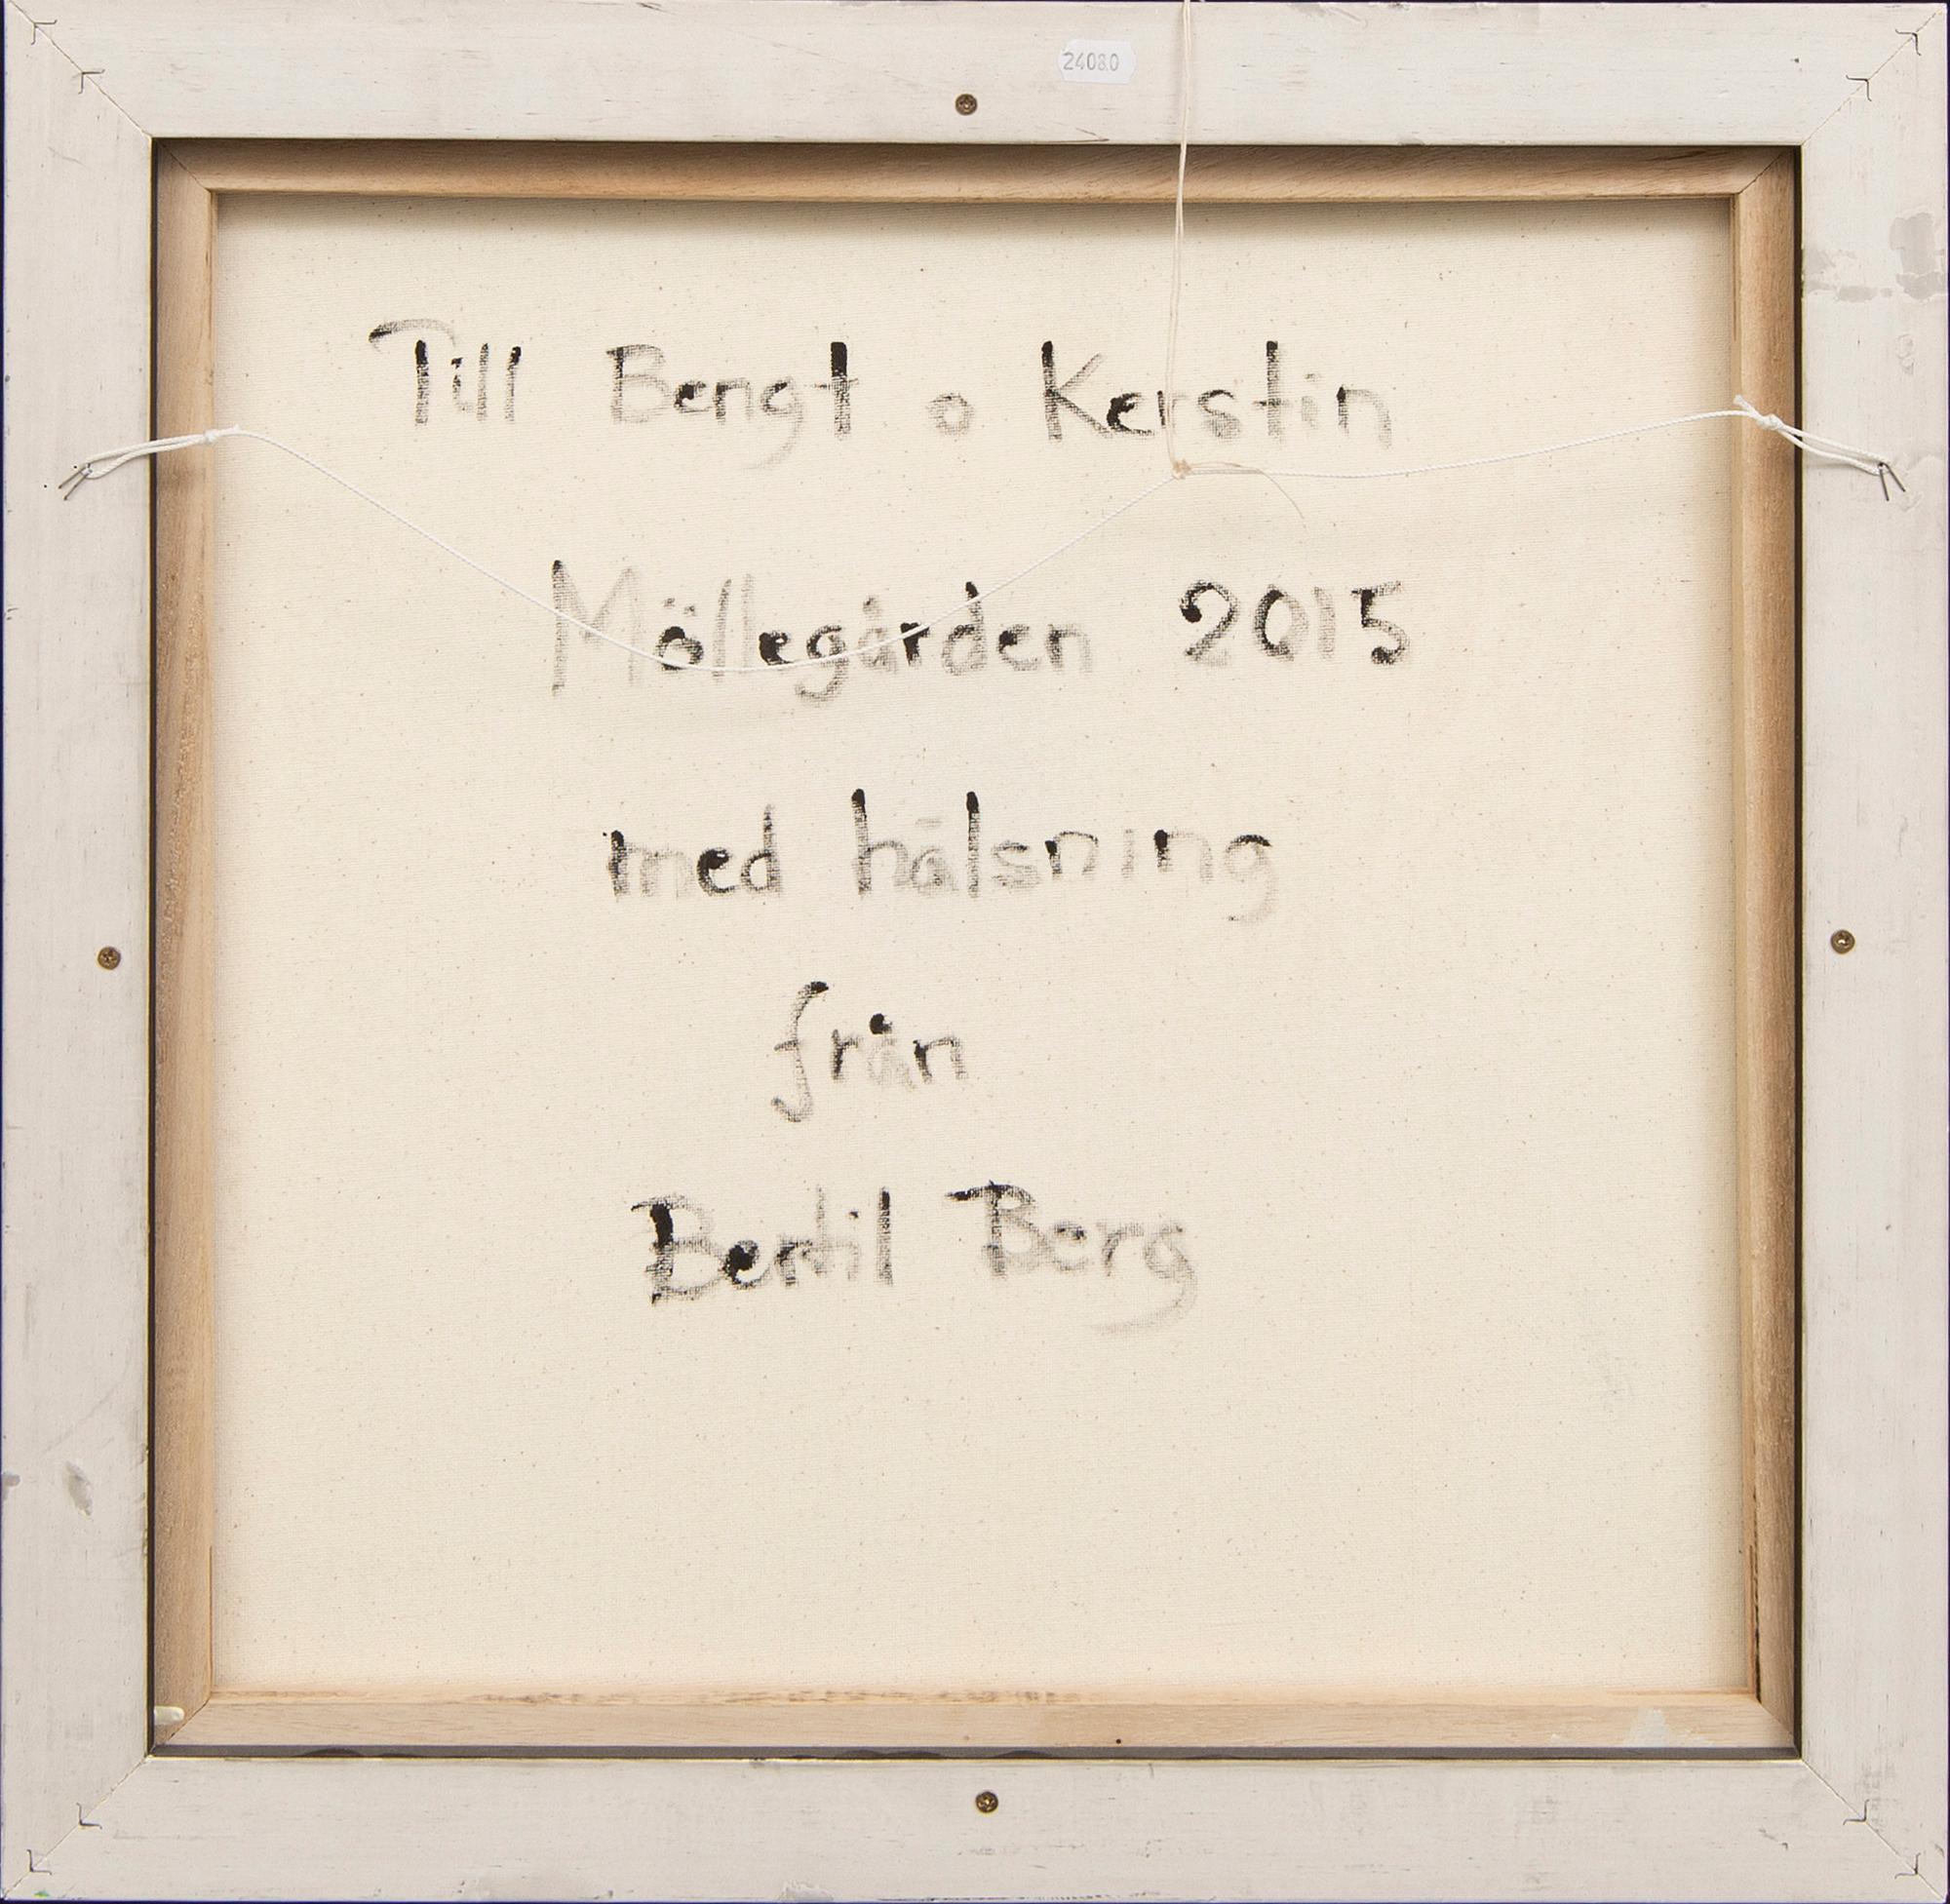 24080
Till Bengt o Kerstin
Möllegården 2015
med hälsning
från
Bertil Berg